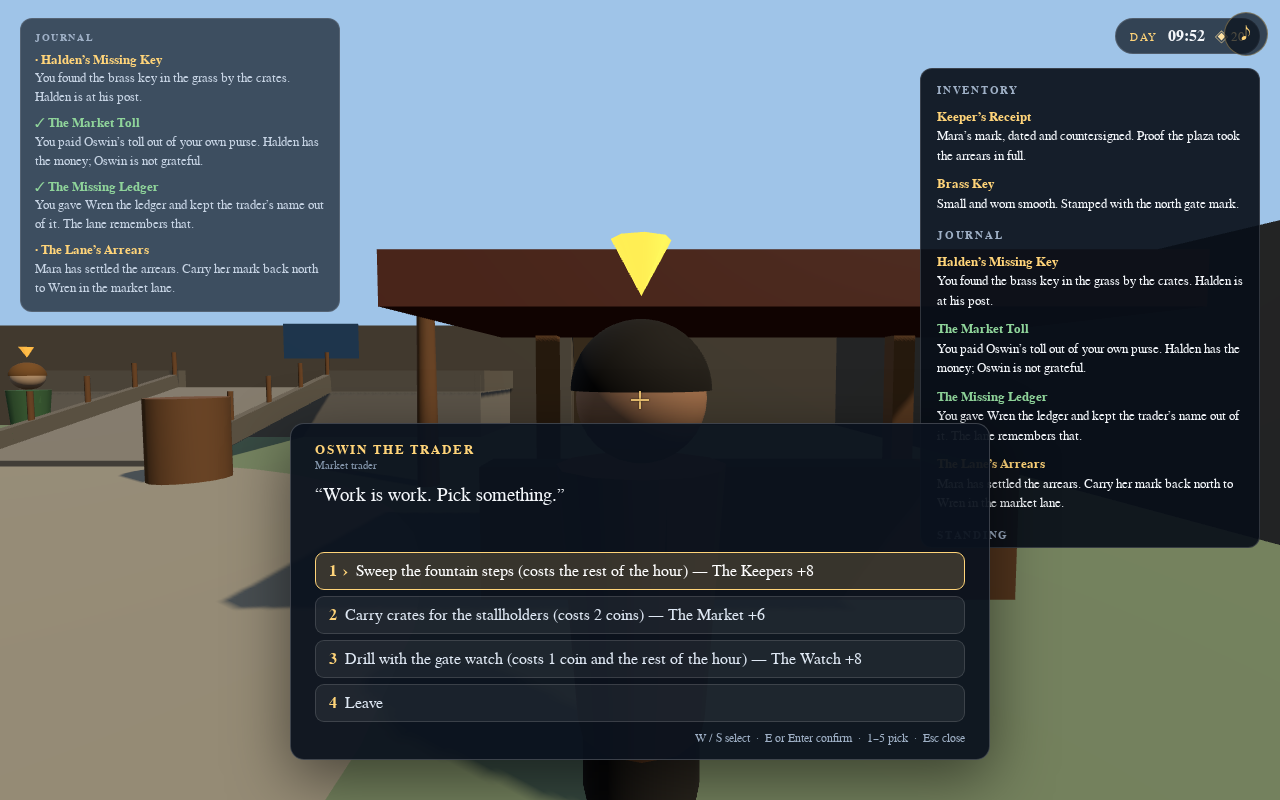 JOURNAL
· Halden's Missing Key
You found the brass key in the grass by the crates.
Halden is at his post.
✓ The Market Toll
You paid Oswin's toll out of your own purse. Halden has
the money; Oswin is not grateful.
✓ The Missing Ledger
You gave Wren the ledger and kept the trader's name out
of it. The lane remembers that.
· The Lane's Arrears
Mara has settled the arrears. Carry her mark back north
to Wren in the market lane.
DAY 09:52 ◈
INVENTORY
Keeper's Receipt
Mara's mark, dated and countersigned. Proof the plaza took
the arrears in full.
Brass Key
Small and worn smooth. Stamped with the north gate mark.
JOURNAL
Halden's Missing Key
You found the brass key in the grass by the crates. Halden is
at his post.
The Market Toll
You paid Oswin's toll out of your own purse. Halden has the
money; Oswin is not grateful.
The Missing Ledger
You gave Wren the ledger and kept the trader's name out of
it. The lane remembers that.
The Lane's Arrears
Mara has settled the arrears. Carry her mark back north to
Wren in the market lane.
STANDING
OSWIN THE TRADER
Market trader
“Work is work. Pick something.”
1 › Sweep the fountain steps (costs the rest of the hour) — The Keepers +8
2 Carry crates for the stallholders (costs 2 coins) — The Market +6
3 Drill with the gate watch (costs 1 coin and the rest of the hour) — The Watch +8
4 Leave
W / S select · E or Enter confirm · 1–5 pick · Esc close